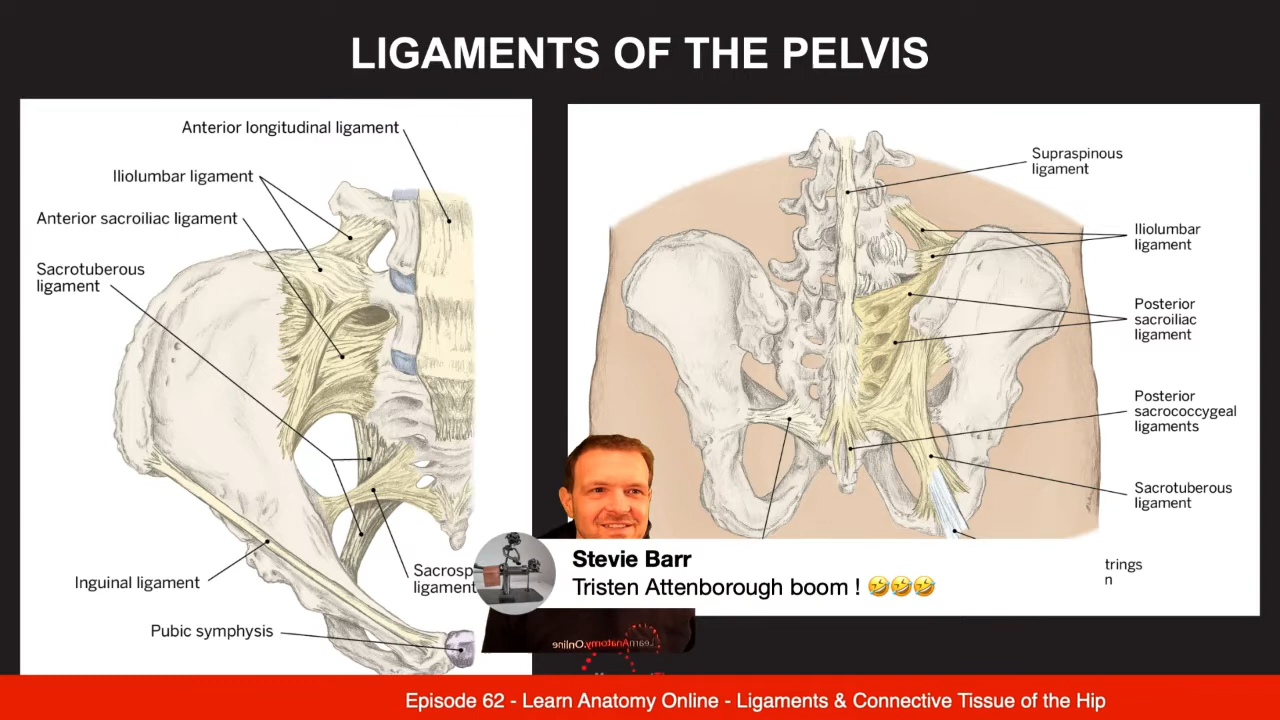 LIGAMENTS OF THE PELVIS
Anterior longitudinal ligament
Iliolumbar ligament
Anterior sacroiliac ligament
Sacrotuberous
ligament
Inguinal ligament
Sacrosp
ligament
Pubic symphysis
Supraspinous
ligament
Iliolumbar
ligament
Posterior
sacroiliac
ligament
Posterior
sacrococcygeal
ligaments
Sacrotuberous
ligament
trings
n
Stevie Barr
Tristen Attenborough boom ! 🤣🤣🤣
LearnAnatomy.Online
Episode 62 - Learn Anatomy Online - Ligaments & Connective Tissue of the Hip